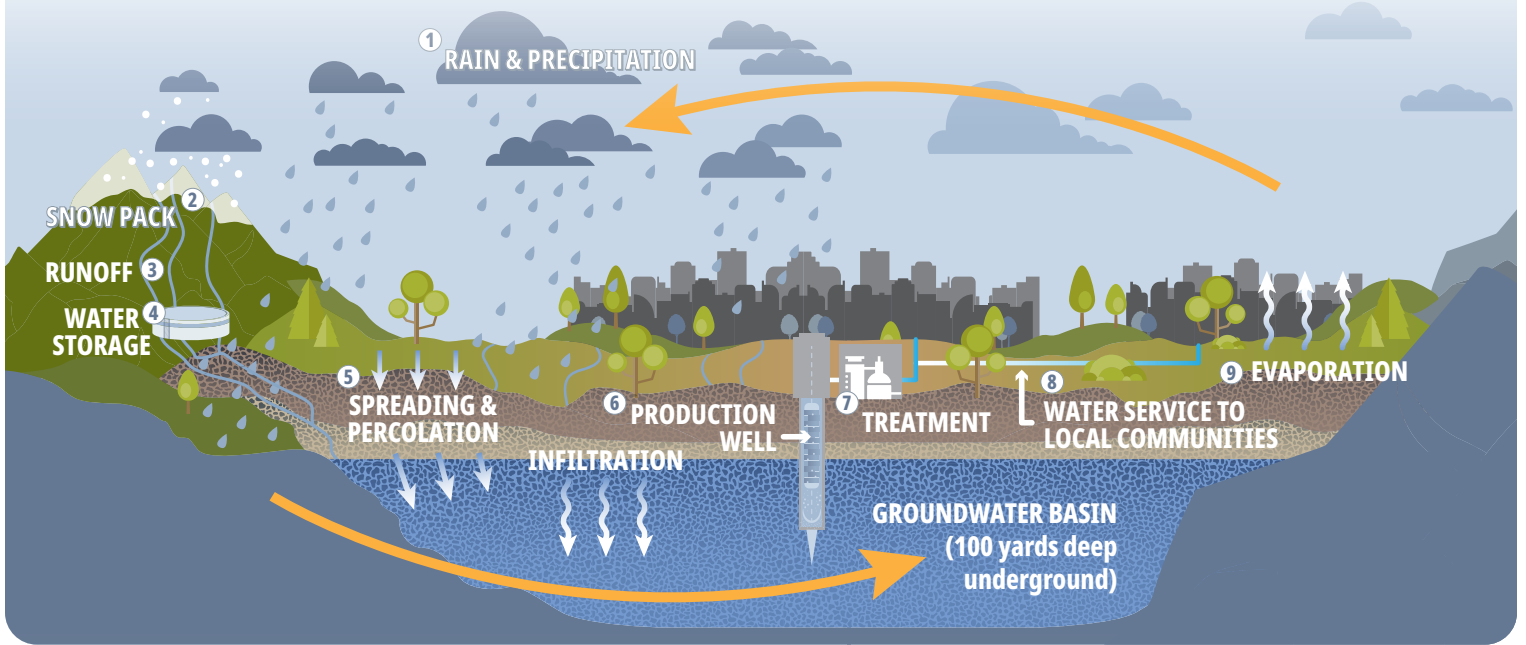 1
RAIN & PRECIPITATION
2
SNOW PACK
RUNOFF 3
4
WATER
STORAGE
5
SPREADING &
PERCOLATION
INFILTRATION
6 PRODUCTION
WELL
7
TREATMENT
8
WATER SERVICE TO
LOCAL COMMUNITIES
9 EVAPORATION
GROUNDWATER BASIN
(100 yards deep
underground)